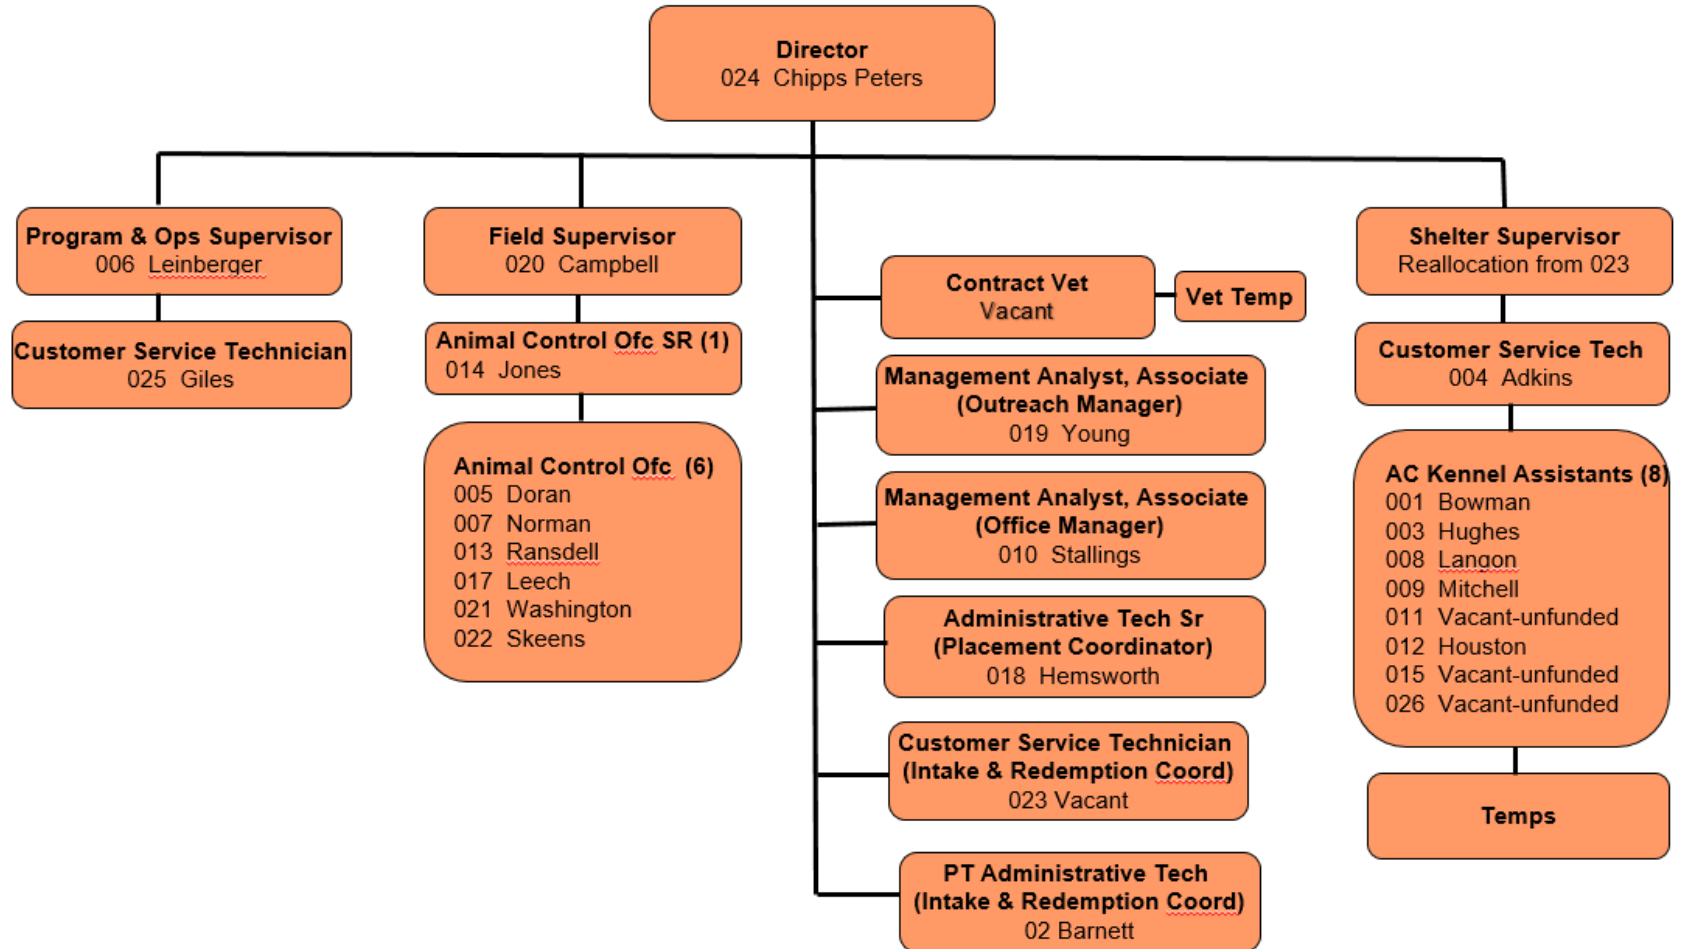 Director
024 Chipps Peters
Program & Ops Supervisor
006 Leinberger
Customer Service Technician
025 Giles
Field Supervisor
020 Campbell
Animal Control Ofc SR (1)
014 Jones
Animal Control Ofc (6)
005 Doran
007 Norman
013 Ransdell
017 Leech
021 Washington
022 Skeens
Contract Vet
Vacant
Vet Temp
Management Analyst, Associate
(Outreach Manager)
019 Young
Management Analyst, Associate
(Office Manager)
010 Stallings
Administrative Tech Sr
(Placement Coordinator)
018 Hemsworth
Customer Service Technician
(Intake & Redemption Coord)
023 Vacant
PT Administrative Tech
(Intake & Redemption Coord)
02 Barnett
Shelter Supervisor
Reallocation from 023
Customer Service Tech
004 Adkins
AC Kennel Assistants (8)
001 Bowman
003 Hughes
008 Langon
009 Mitchell
011 Vacant-unfunded
012 Houston
015 Vacant-unfunded
026 Vacant-unfunded
Temps